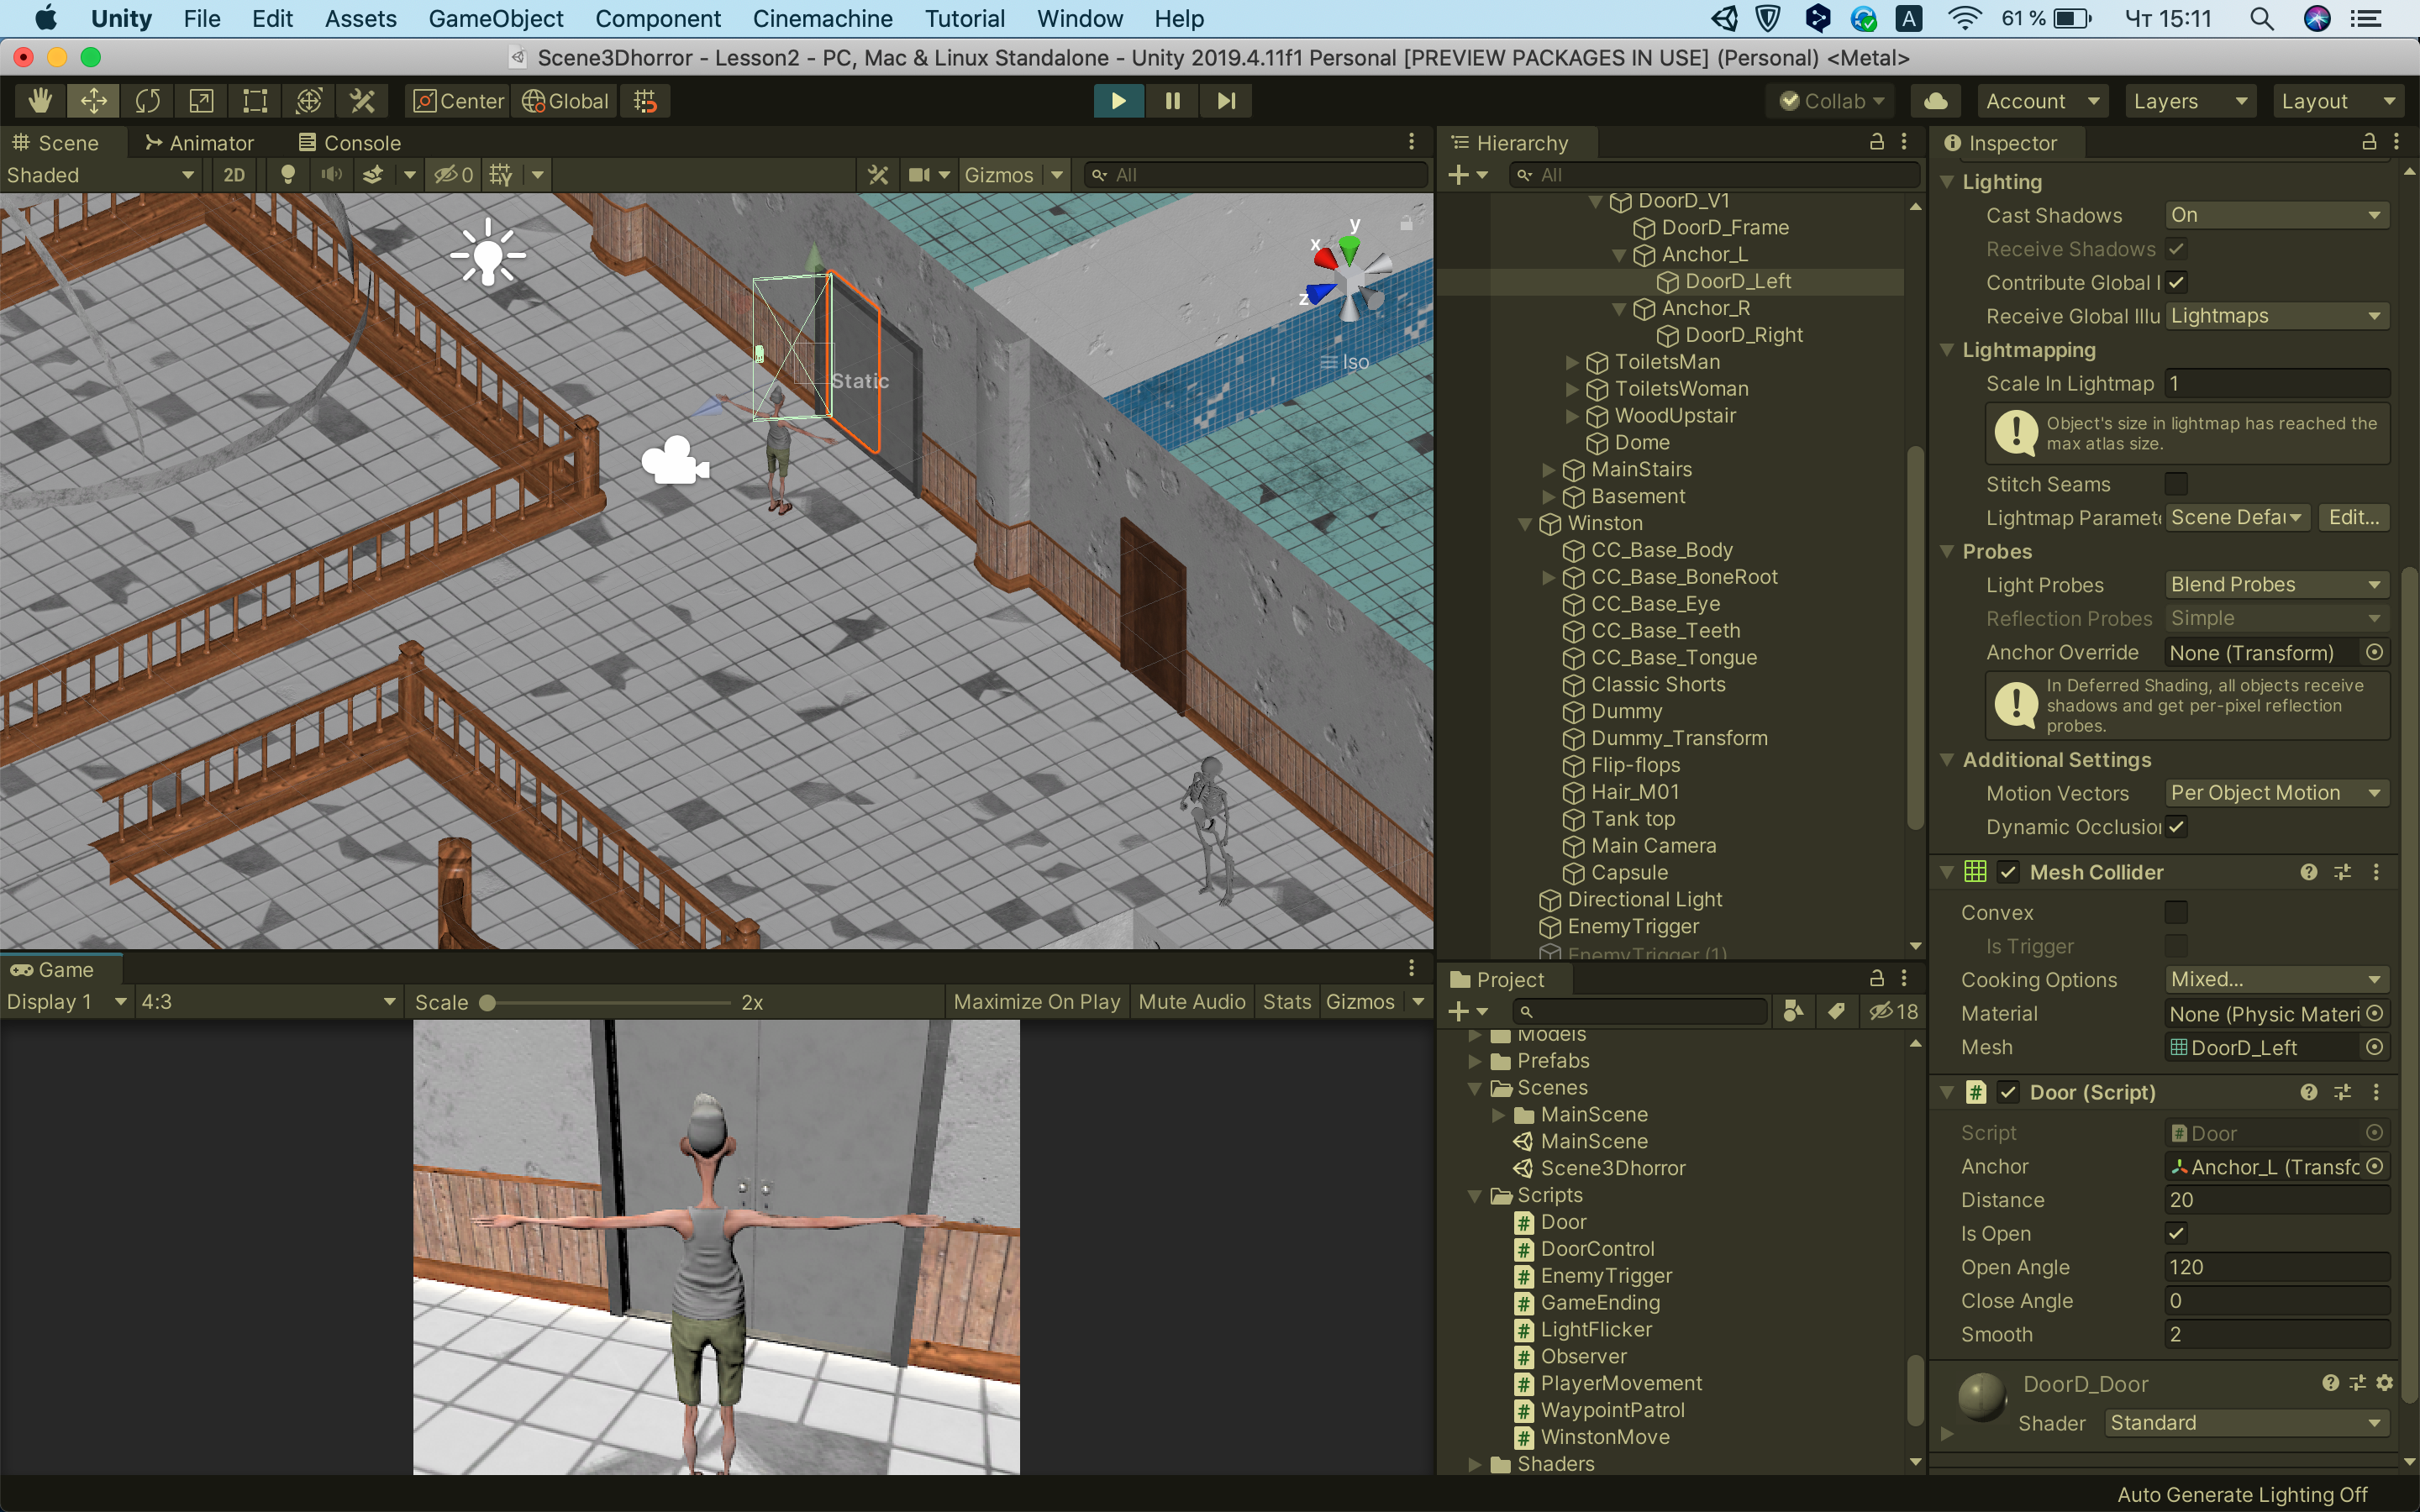 Unity File Edit Assets GameObject Component Cinemachine Tutorial Window Help A 61 % Чт 15:11
Scene3Dhorror - Lesson2 - PC, Mac & Linux Standalone - Unity 2019.4.11f1 Personal [PREVIEW PACKAGES IN USE] (Personal) <Metal>
Center Global Collab Account Layers Layout
Scene Animator Console
Shaded 2D 0 Gizmos All
y
x
z
Iso
Static
Game
Display 1 4:3 Scale 2x Maximize On Play Mute Audio Stats Gizmos
Hierarchy
All
DoorD_V1
DoorD_Frame
Anchor_L
DoorD_Left
Anchor_R
DoorD_Right
ToiletsMan
ToiletsWoman
WoodUpstair
Dome
MainStairs
Basement
Winston
CC_Base_Body
CC_Base_BoneRoot
CC_Base_Eye
CC_Base_Teeth
CC_Base_Tongue
Classic Shorts
Dummy
Dummy_Transform
Flip-flops
Hair_M01
Tank top
Main Camera
Capsule
Directional Light
EnemyTrigger
EnemyTrigger (1)
Project
18
Models
Prefabs
Scenes
MainScene
MainScene
Scene3Dhorror
Scripts
Door
DoorControl
EnemyTrigger
GameEnding
LightFlicker
Observer
PlayerMovement
WaypointPatrol
WinstonMove
Shaders
Inspector
Lighting
Cast Shadows On
Receive Shadows
Contribute Global I
Receive Global Illu Lightmaps
Lightmapping
Scale In Lightmap 1
Object's size in lightmap has reached the
max atlas size.
Stitch Seams
Lightmap Paramete Scene Defau Edit...
Probes
Light Probes Blend Probes
Reflection Probes Simple
Anchor Override None (Transform)
In Deferred Shading, all objects receive
shadows and get per-pixel reflection
probes.
Additional Settings
Motion Vectors Per Object Motion
Dynamic Occlusion
Mesh Collider
Convex
Is Trigger
Cooking Options Mixed...
Material None (Physic Materi
Mesh DoorD_Left
Door (Script)
Script Door
Anchor Anchor_L (Transfo
Distance 20
Is Open
Open Angle 120
Close Angle 0
Smooth 2
DoorD_Door
Shader Standard
Auto Generate Lighting Off